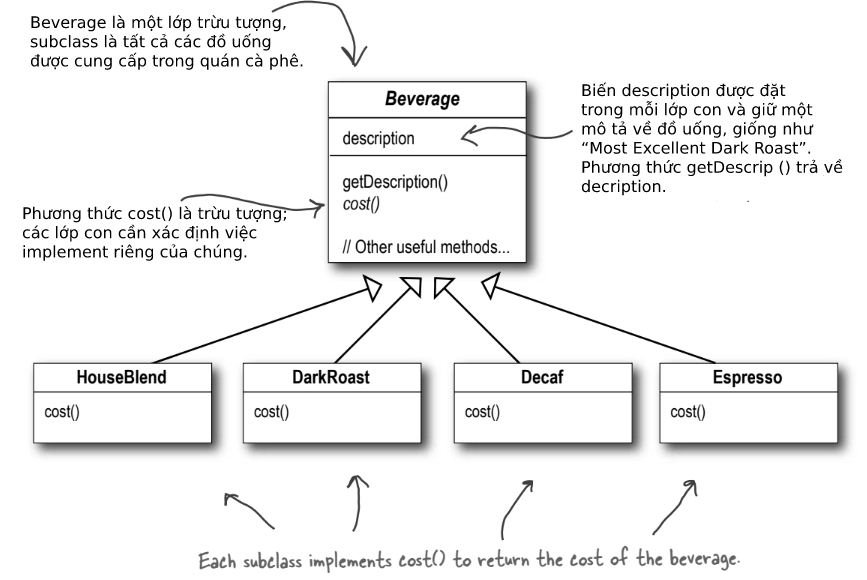 Beverage là một lớp trừu tượng,
subclass là tất cả các đồ uống
được cung cấp trong quán cà phê.
Beverage
description
getDescription()
cost()
// Other useful methods...
Biến description được đặt
trong mỗi lớp con và giữ một
mô tả về đồ uống, giống như
“Most Excellent Dark Roast”.
Phương thức getDescrip () trả về
decription.
Phương thức cost() là trừu tượng;
các lớp con cần xác định việc
implement riêng của chúng.
HouseBlend
cost()
DarkRoast
cost()
Decaf
cost()
Espresso
cost()
Each subclass implements cost() to return the cost of the beverage.